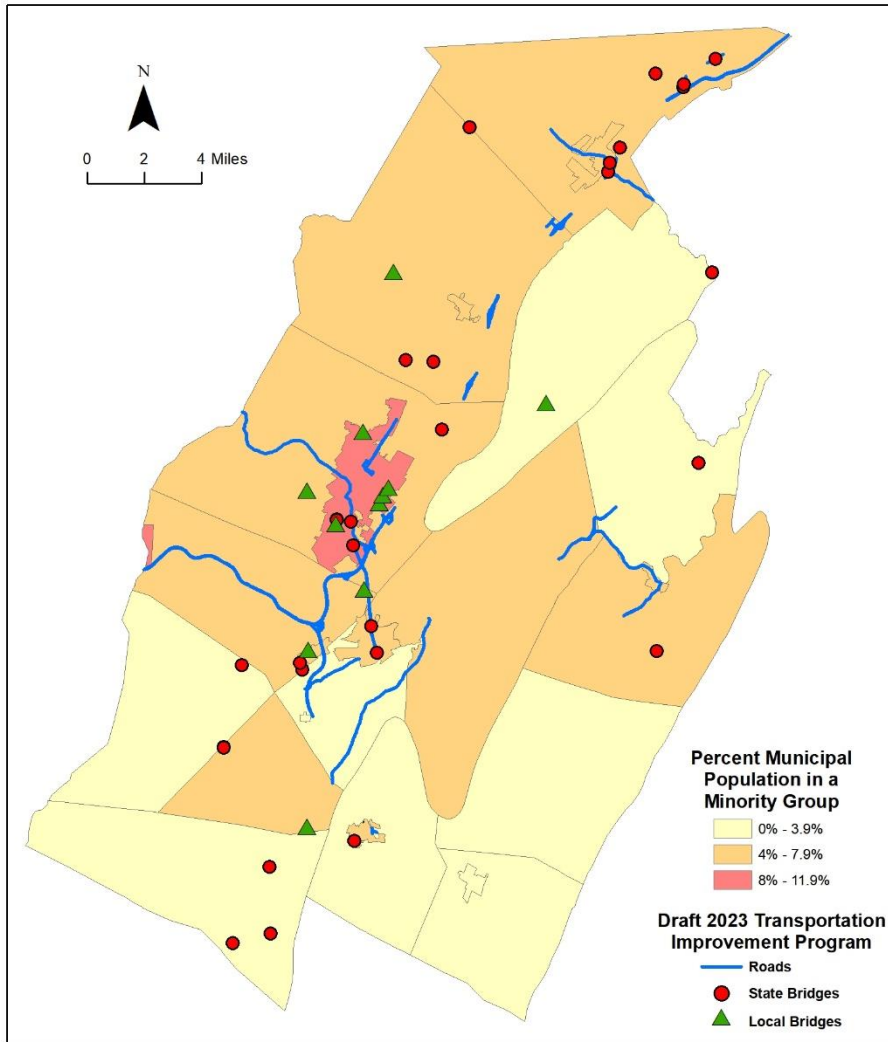 N
0 2 4 Miles
Percent Municipal
Population in a
Minority Group
0% - 3.9%
4% - 7.9%
8% - 11.9%
Draft 2023 Transportation
Improvement Program
Roads
State Bridges
Local Bridges